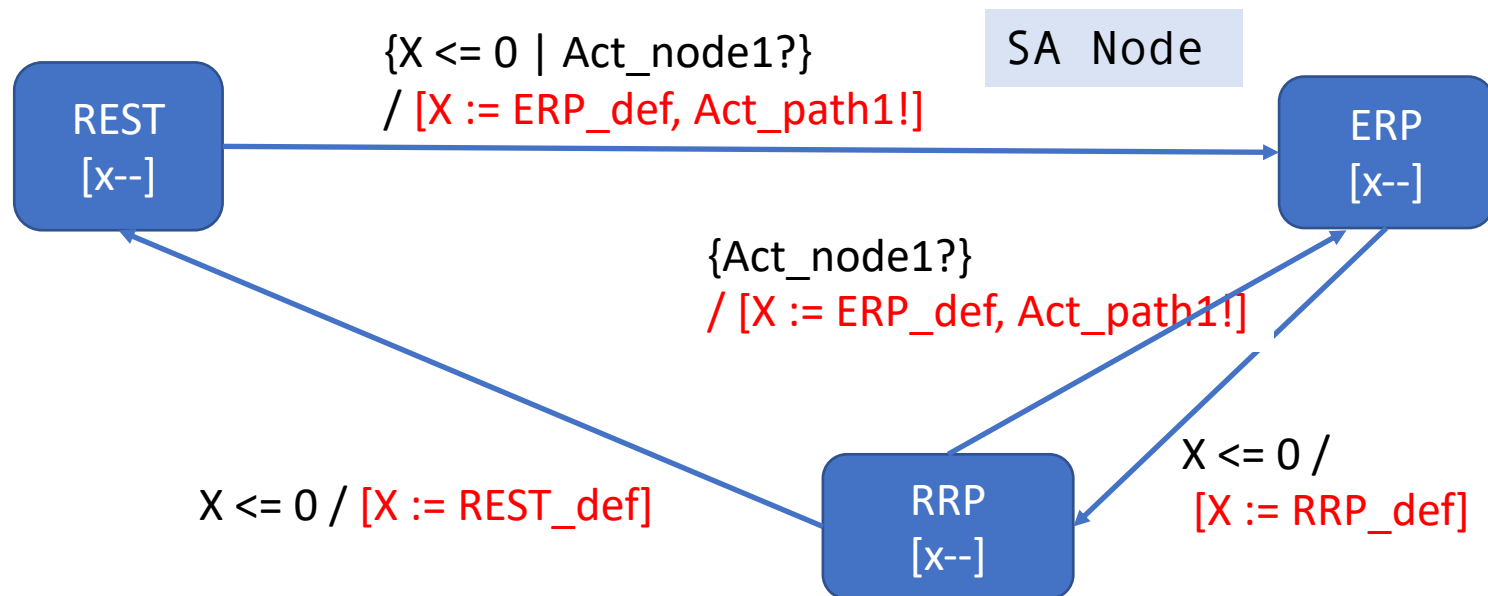 {X <= 0 | Act_node1?}
/ [X := ERP_def, Act_path1!]
SA Node
REST
[x--]
ERP
[x--]
{Act_node1?}
/ [X := ERP_def, Act_path1!]
X <= 0 / [X := REST_def]
RRP
[x--]
X <= 0 /
[X := RRP_def]